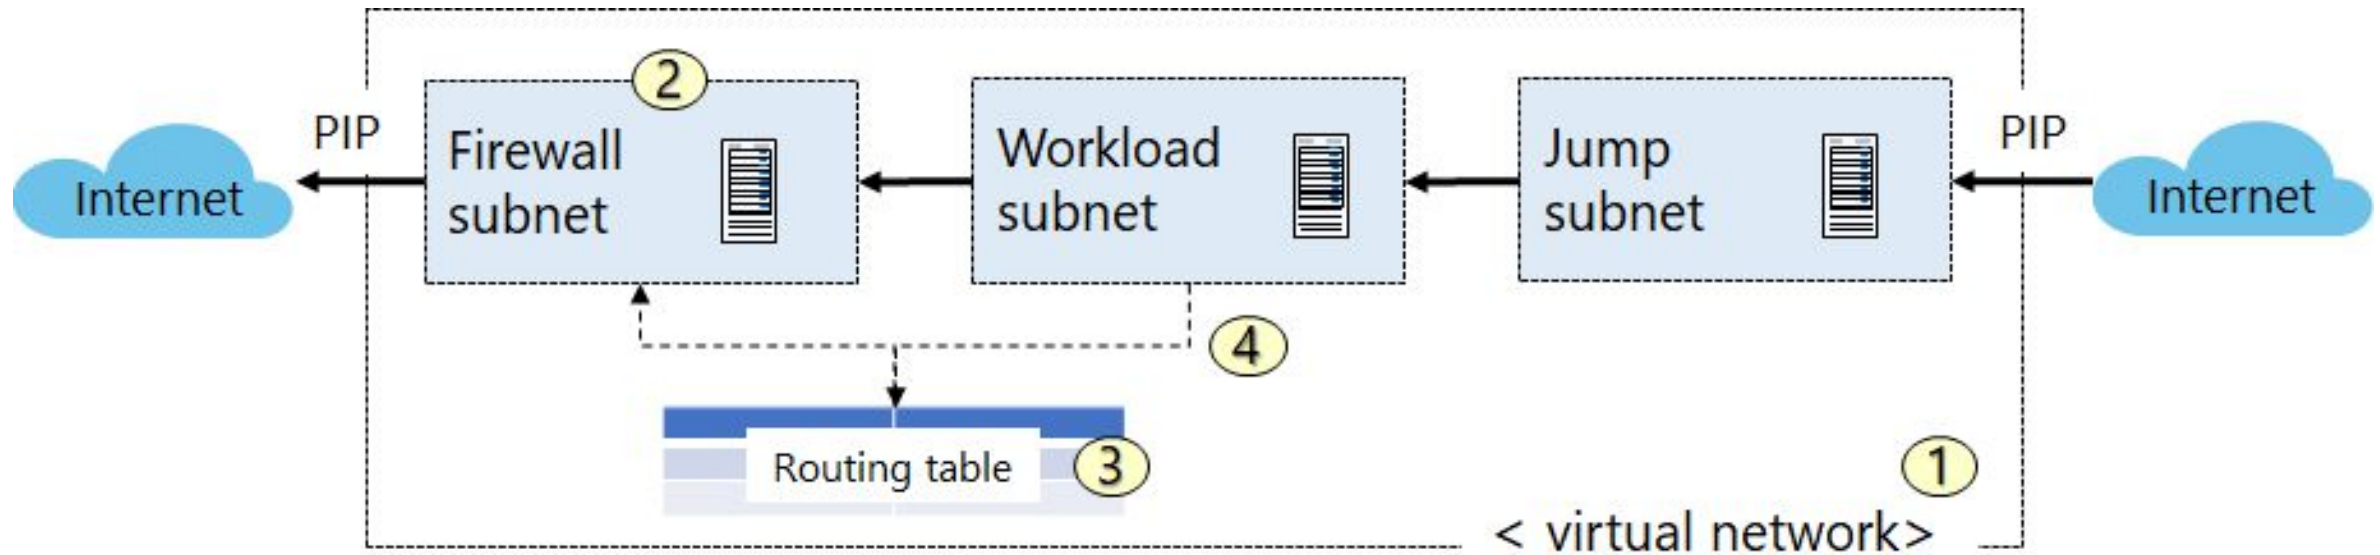 2
PIP
Firewall
subnet
Workload
subnet
Jump
subnet
PIP
Internet
Internet
4
Routing table
3
1
< virtual network>